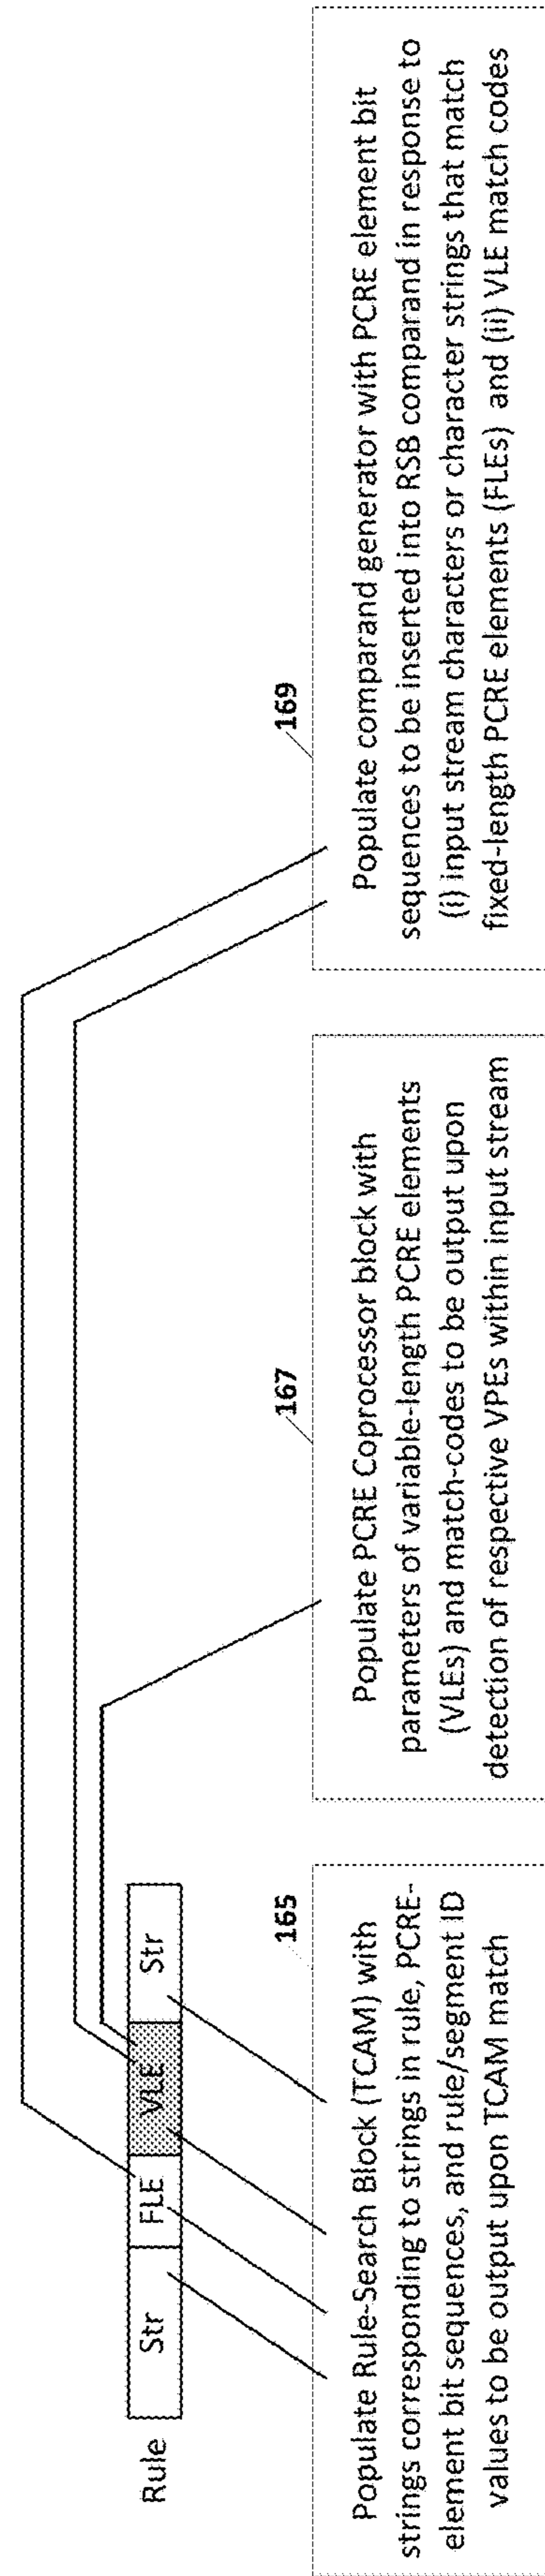 Rule
Str FLE VLE Str
165
Populate Rule-Search Block (TCAM) with
strings corresponding to strings in rule, PCRE-
element bit sequences, and rule/segment ID
values to be output upon TCAM match
167
Populate PCRE Coprocessor block with
parameters of variable-length PCRE elements
(VLEs) and match-codes to be output upon
detection of respective VPEs within input stream
169
Populate comparand generator with PCRE element bit
sequences to be inserted into RSB comparand in response to
(i) input stream characters or character strings that match
fixed-length PCRE elements (FLEs) and (ii) VLE match codes